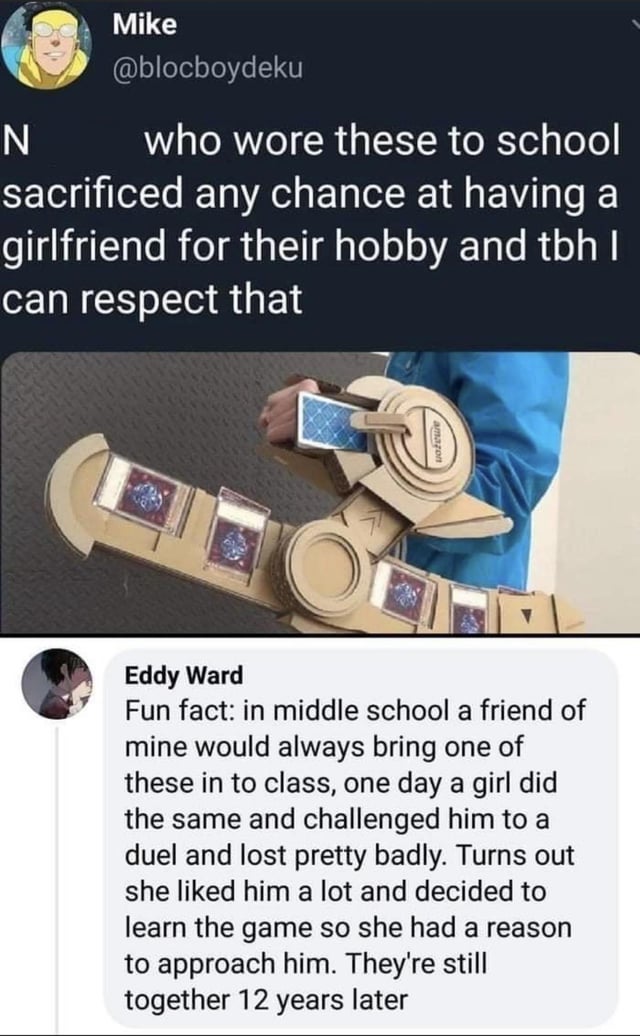 Mike
@blocboydeku
N who wore these to school
sacrificed any chance at having a
girlfriend for their hobby and tbh I
can respect that
amazon
Eddy Ward
Fun fact: in middle school a friend of
mine would always bring one of
these in to class, one day a girl did
the same and challenged him to a
duel and lost pretty badly. Turns out
she liked him a lot and decided to
learn the game so she had a reason
to approach him. They're still
together 12 years later